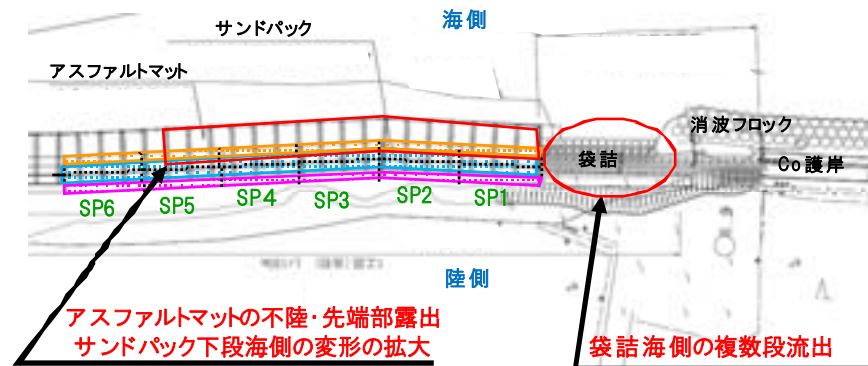 海側
サンドパック
アスファルトマット
消波フロック
袋詰
Co護岸
SP6
SP5
SP4
SP3
SP2
SP1
陸側
アスファルトマットの不陸・先端部露出
サンドパック下段海側の変形の拡大
袋詰海側の複数段流出